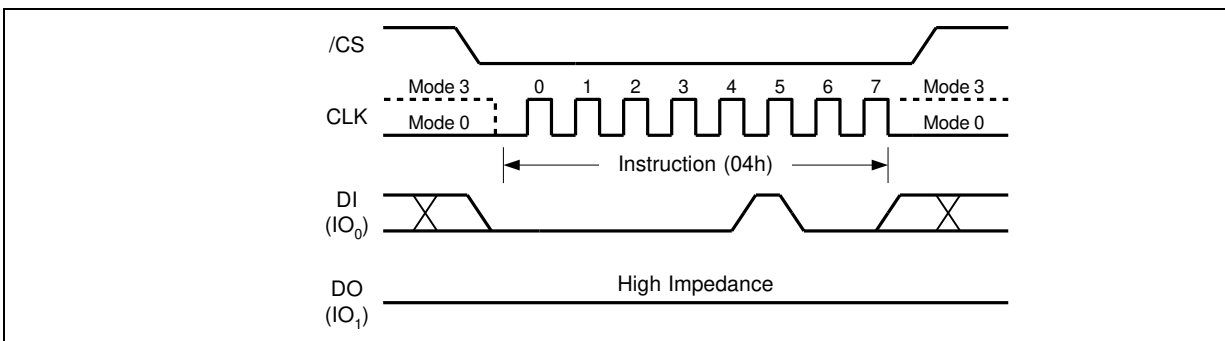 /CS
Mode 3 0 1 2 3 4 5 6 7 Mode 3
CLK
Mode 0 Mode 0
Instruction (04h)
DI
(IO0)
High Impedance
DO
(IO1)